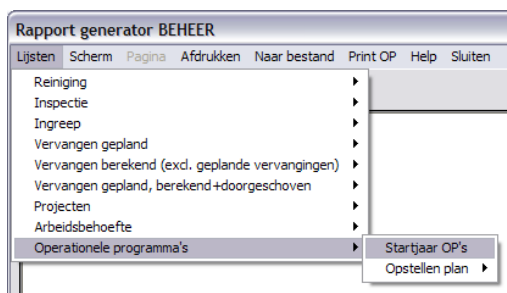 Rapport generator BEHEER
Lijsten Scherm Pagina Afdrukken Naar bestand Print OP Help Sluiten
Reiniging
Inspectie
Ingreep
Vervangen gepland
Vervangen berekend (excl. geplande vervangingen)
Vervangen gepland, berekend+doorgeschoven
Projecten
Arbeidsbehoefte
Operationele programma's
Startjaar OP's
Opstellen plan